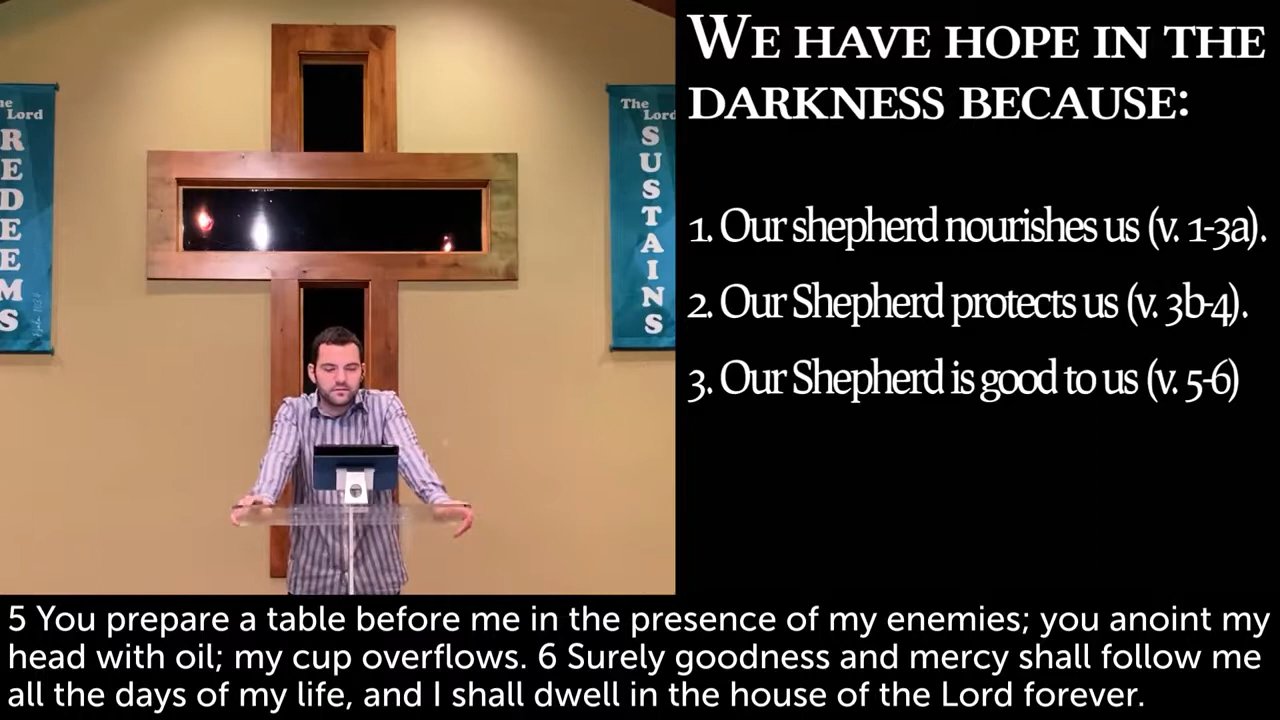 The
Lord
REDEEMS
The
Lord
SUSTAINS
WE HAVE HOPE IN THE
DARKNESS BECAUSE:
1. Our shepherd nourishes us (v. 1-3a).
2. Our Shepherd protects us (v. 3b-4).
3. Our Shepherd is good to us (v. 5-6)
5 You prepare a table before me in the presence of my enemies; you anoint my
head with oil; my cup overflows. 6 Surely goodness and mercy shall follow me
all the days of my life, and I shall dwell in the house of the Lord forever.